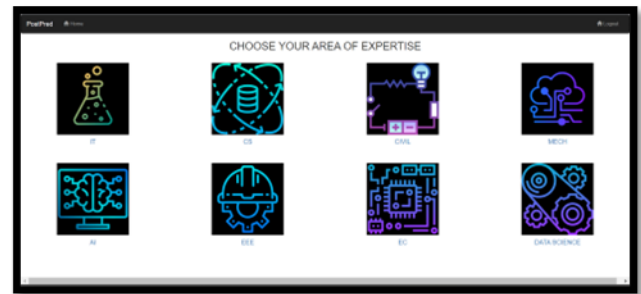 PostPred Home Logout
CHOOSE YOUR AREA OF EXPERTISE
IT CS CIVIL MECH
AI EEE EC DATA SCIENCE